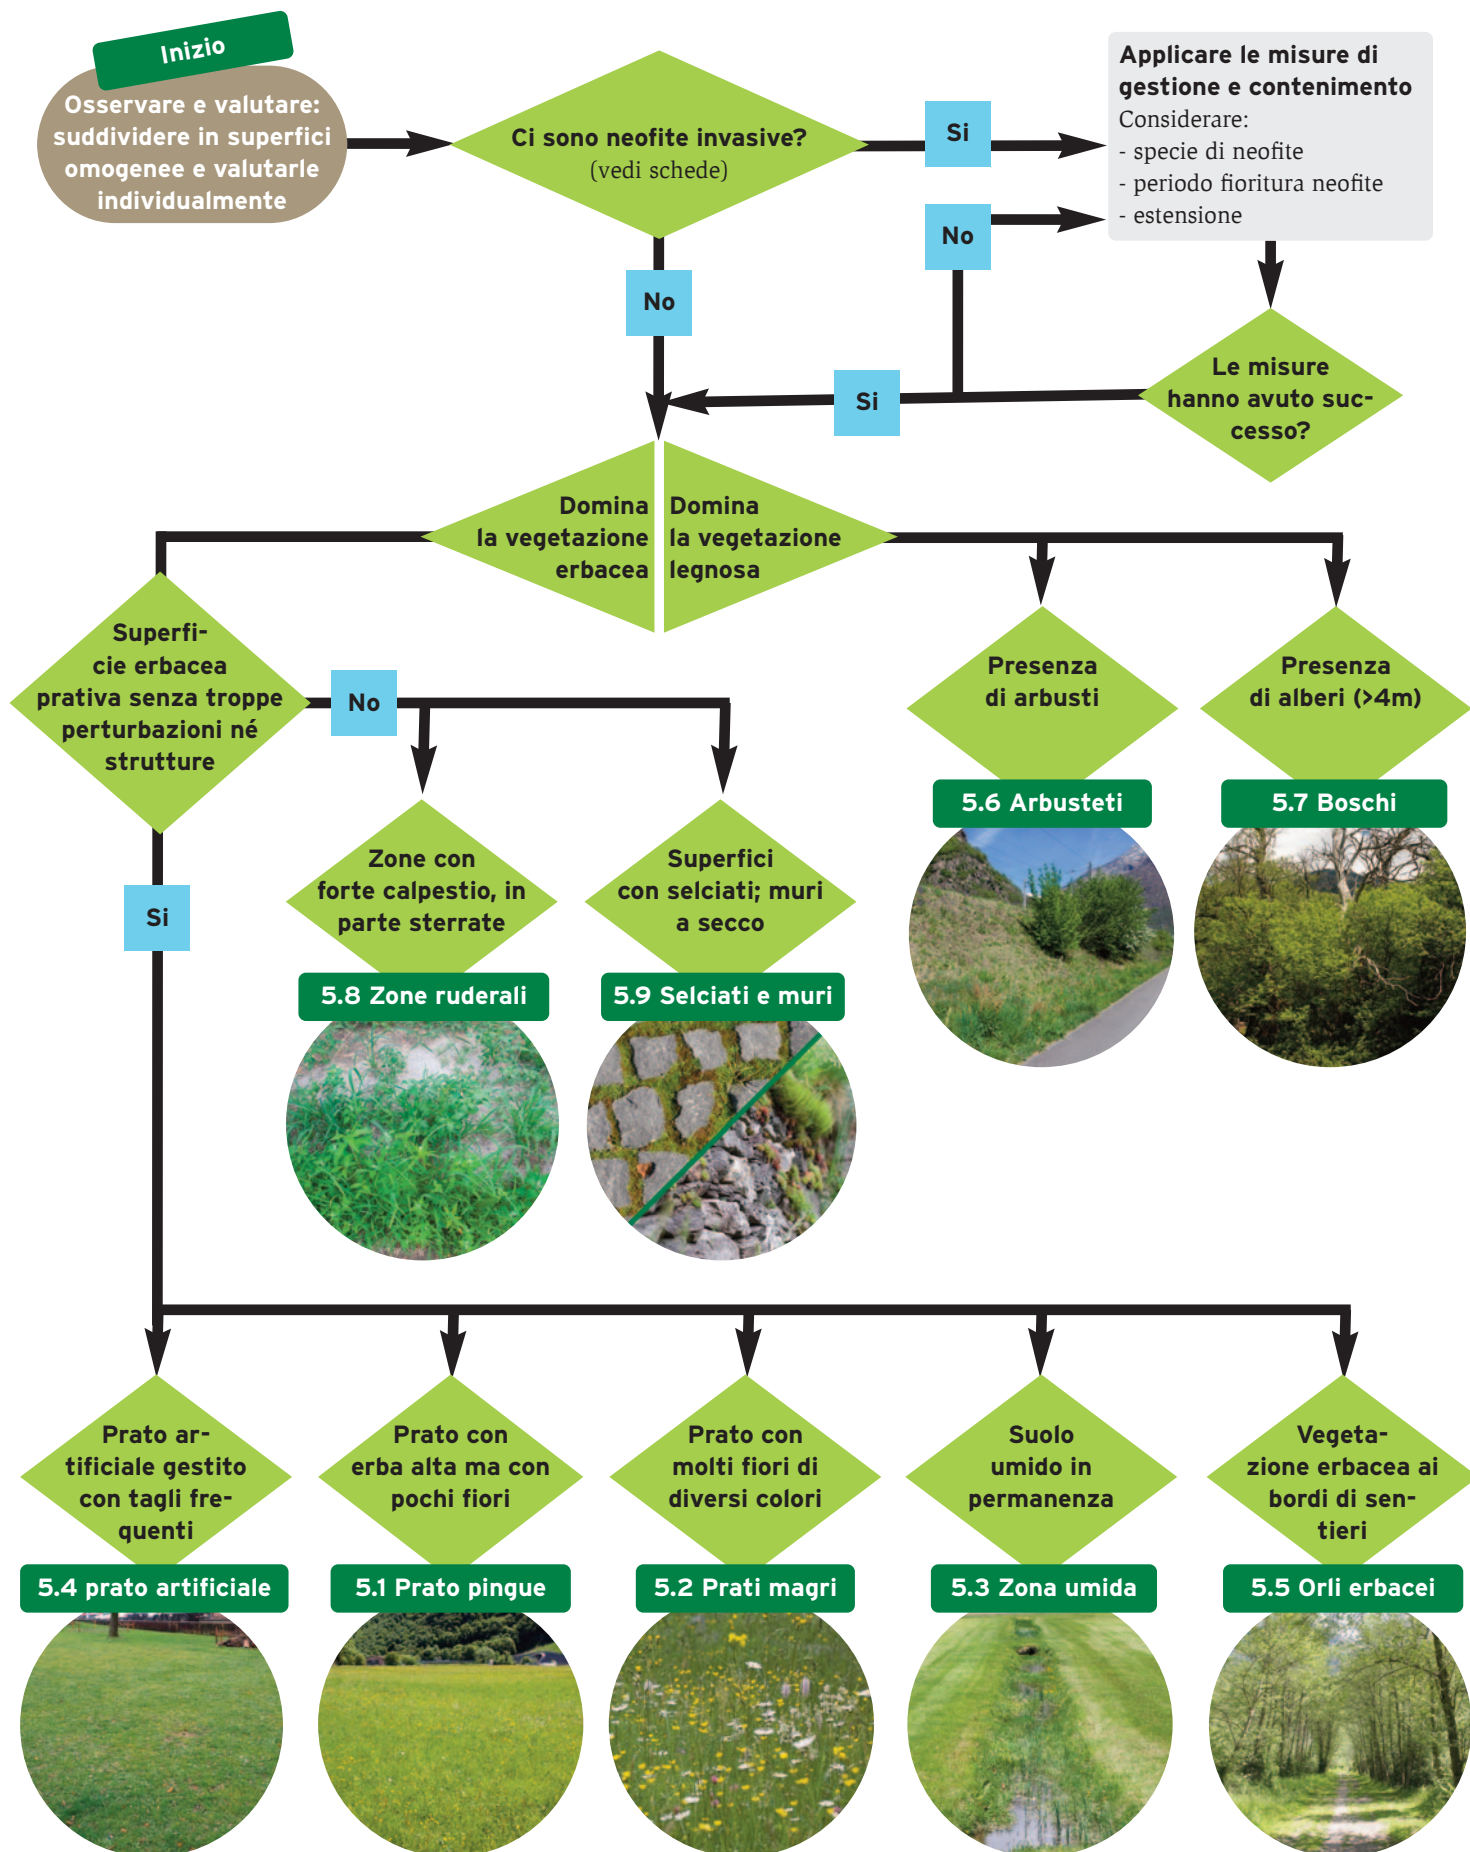 Inizio
Osservare e valutare:
suddividere in superfici
omogenee e valutarle
individualmente
Ci sono neofite invasive?
(vedi schede)
Si
Applicare le misure di
gestione e contenimento
Considerare:
- specie di neofite
- periodo fioritura neofite
- estensione
No
No
Si
Le misure
hanno avuto suc-
cesso?
Domina
la vegetazione
erbacea
Domina
la vegetazione
legnosa
Superfi-
cie erbacea
prativa senza troppe
perturbazioni né
strutture
No
Presenza
di arbusti
Presenza
di alberi (>4m)
5.6 Arbusteti
5.7 Boschi
Zone con
forte calpestio, in
parte sterrate
Superfici
con selciati; muri
a secco
Si
5.8 Zone ruderali
5.9 Selciati e muri
Prato ar-
tificiale gestito
con tagli fre-
quenti
Prato con
erba alta ma con
pochi fiori
Prato con
molti fiori di
diversi colori
Suolo
umido in
permanenza
Vegeta-
zione erbacea ai
bordi di sen-
tieri
5.4 prato artificiale
5.1 Prato pingue
5.2 Prati magri
5.3 Zona umida
5.5 Orli erbacei